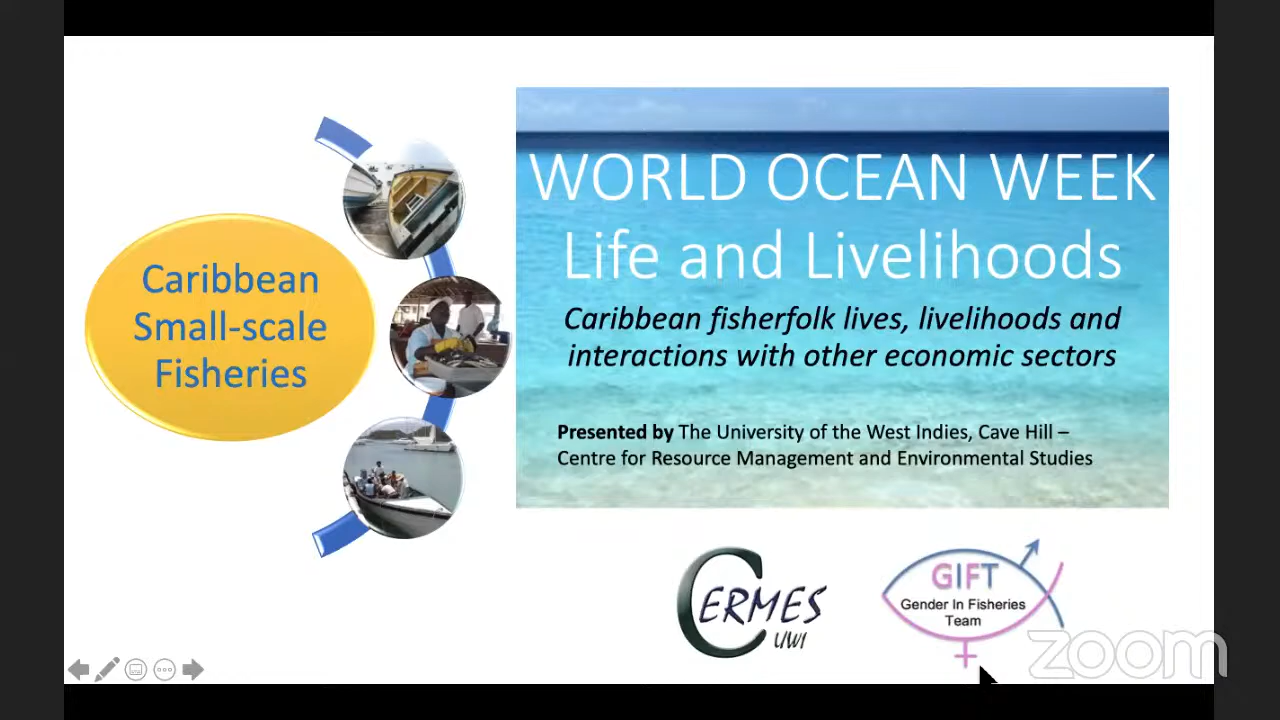 Caribbean
Small-scale
Fisheries
WORLD OCEAN WEEK
Life and Livelihoods
Caribbean fisherfolk lives, livelihoods and
interactions with other economic sectors
Presented by The University of the West Indies, Cave Hill –
Centre for Resource Management and Environmental Studies
CERMES
UWI
GIFT
Gender In Fisheries
Team
zoom